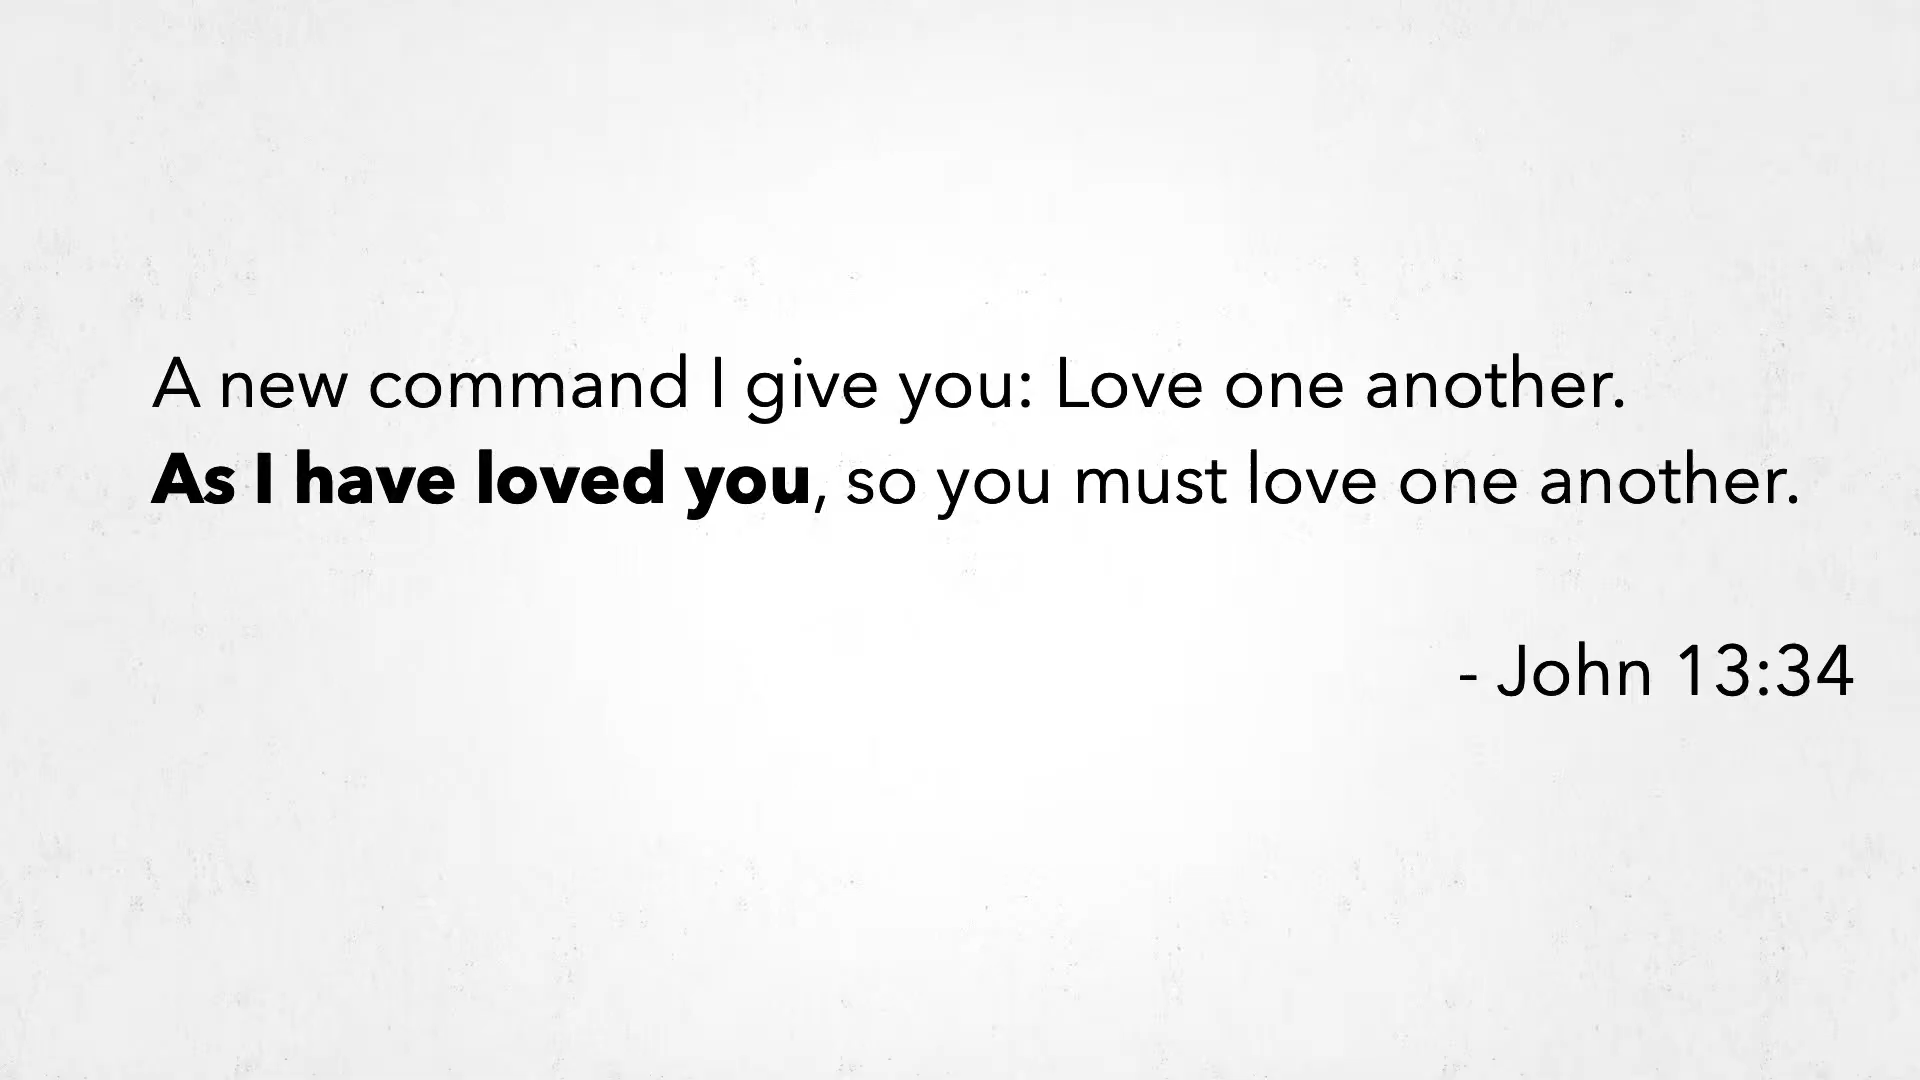 A new command I give you: Love one another.
As I have loved you, so you must love one another.
- John 13:34